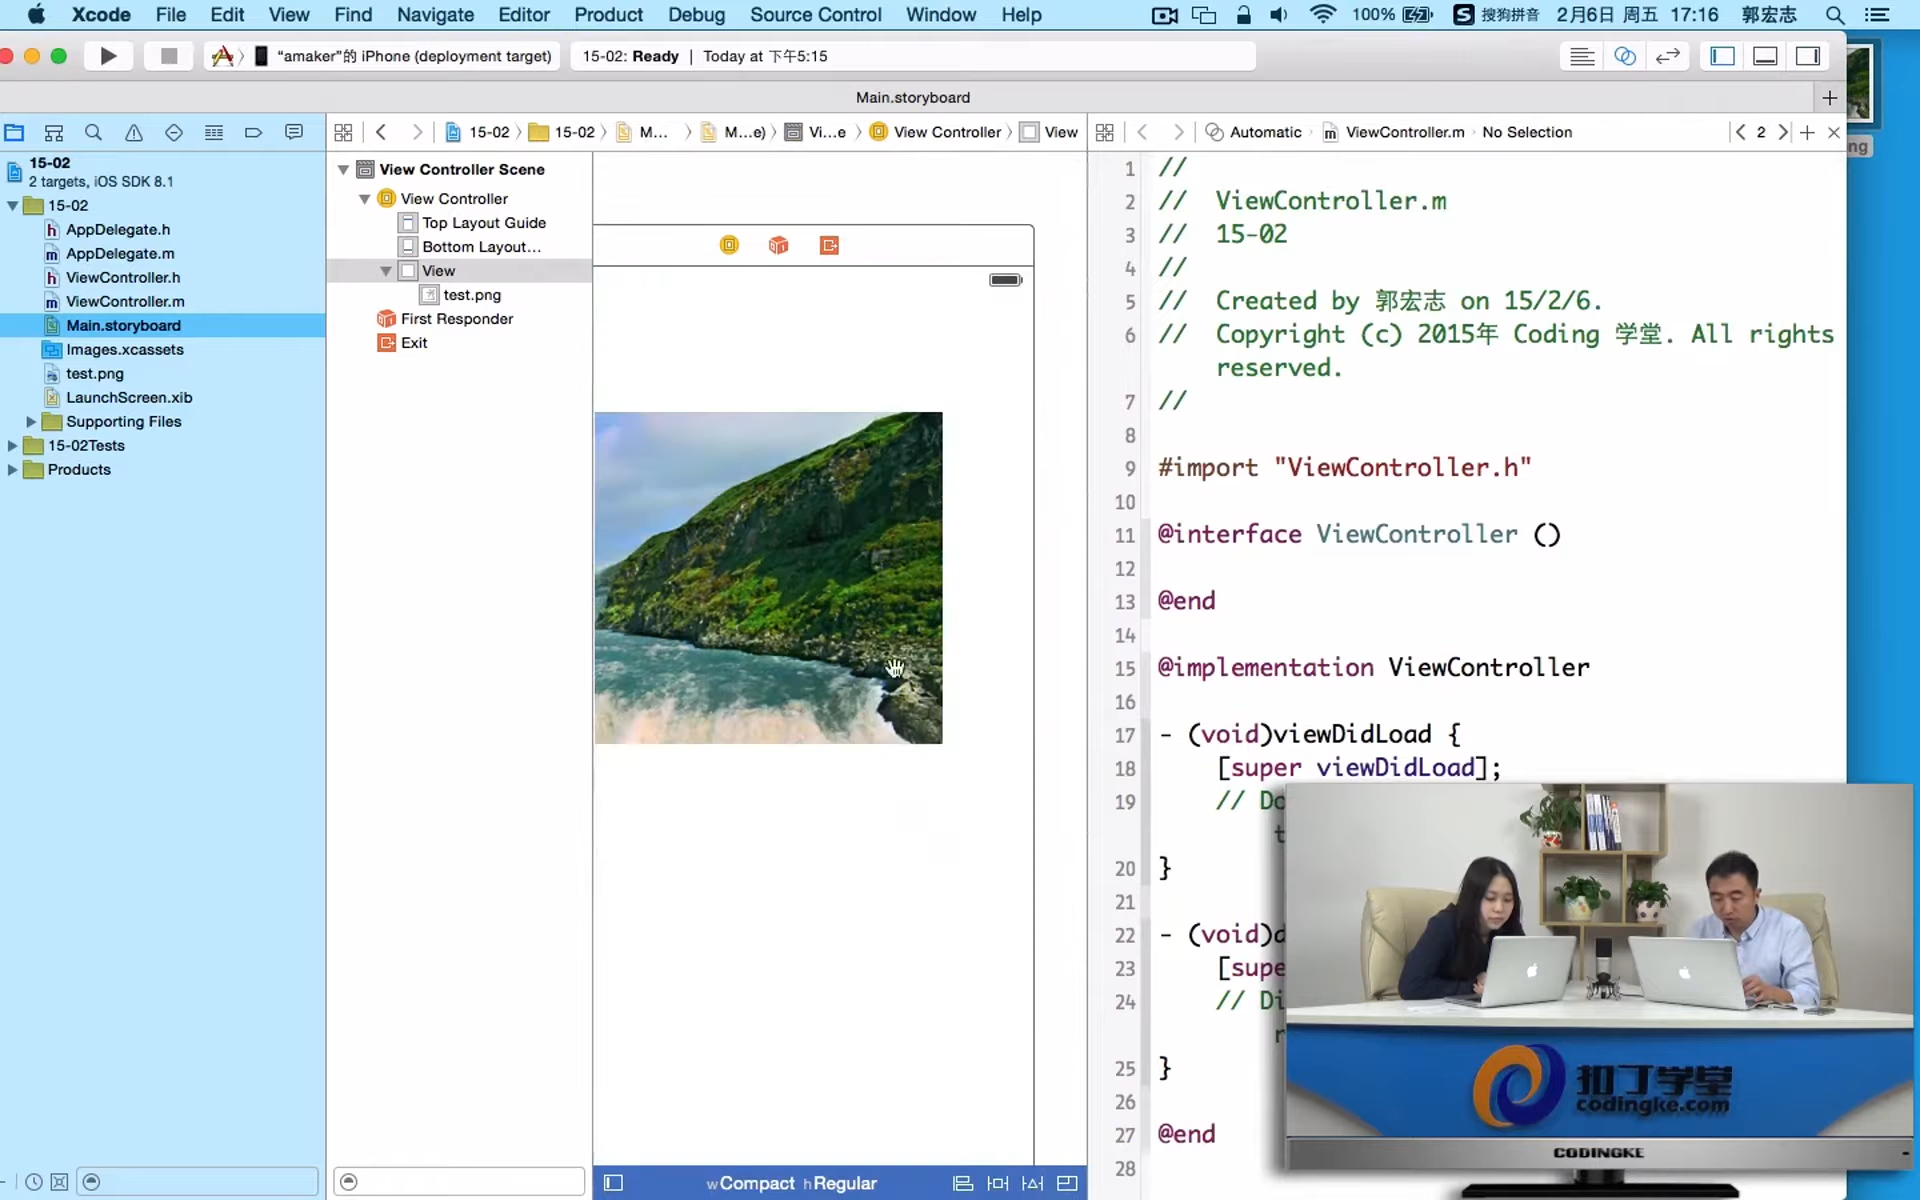 Xcode File Edit View Find Navigate Editor Product Debug Source Control Window Help
100% S 搜狗拼音 2月6日 周五 17:16 郭宏志
"amaker"的 iPhone (deployment target)
15-02: Ready | Today at 下午5:15
Main.storyboard
15-02 15-02 M... M...e) Vi...e View Controller View
Automatic ViewController.m No Selection
2
ng
15-02
2 targets, iOS SDK 8.1
15-02
AppDelegate.h
AppDelegate.m
ViewController.h
ViewController.m
Main.storyboard
Images.xcassets
test.png
LaunchScreen.xib
Supporting Files
15-02Tests
Products
View Controller Scene
View Controller
Top Layout Guide
Bottom Layout...
View
test.png
First Responder
Exit
wCompact hRegular
1 //
2 // ViewController.m
3 // 15-02
4 //
5 // Created by 郭宏志 on 15/2/6.
6 // Copyright (c) 2015年 Coding 学堂. All rights
reserved.
7 //
8
9 #import "ViewController.h"
10
11 @interface ViewController ()
12
13 @end
14
15 @implementation ViewController
16
17 - (void)viewDidLoad {
18 [super viewDidLoad];
19 // Do
t
20 }
21
22 - (void)d
23 [supe
24 // Di
r
25 }
26
27 @end
28
扣丁学堂
codingke.com
CODINGKE